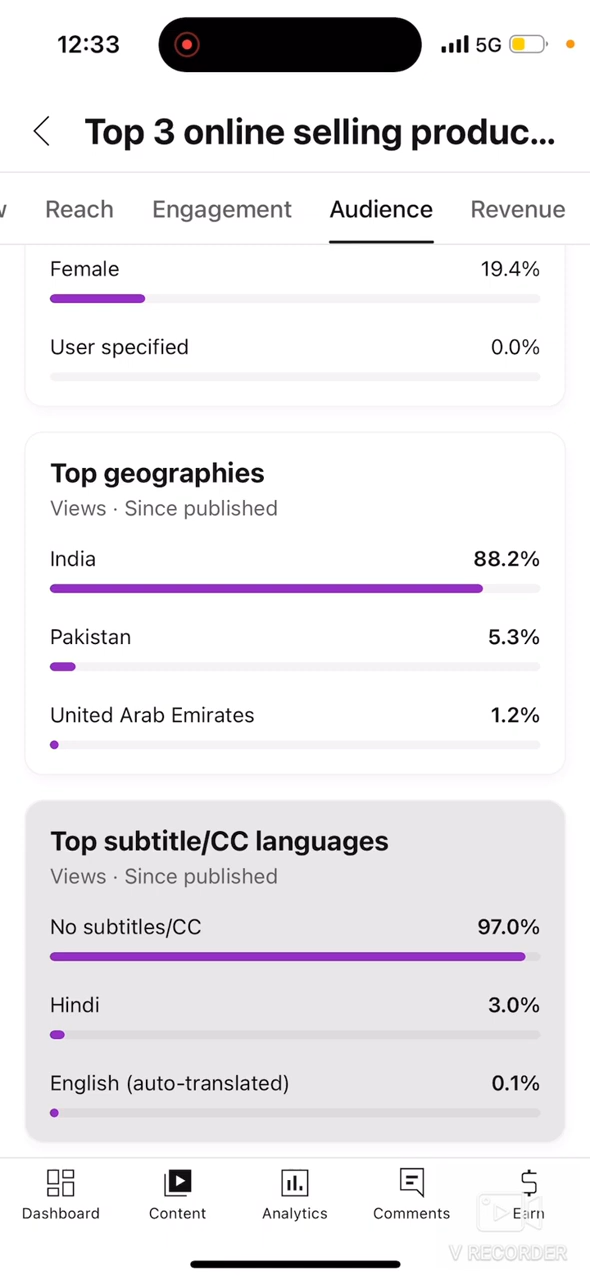 12:33
5G
Top 3 online selling produc...
Reach
Engagement
Audience
Revenue
Female
19.4%
User specified
0.0%
Top geographies
Views · Since published
India
88.2%
Pakistan
5.3%
United Arab Emirates
1.2%
Top subtitle/CC languages
Views · Since published
No subtitles/CC
97.0%
Hindi
3.0%
English (auto-translated)
0.1%
Dashboard
Content
Analytics
Comments
Earn
V RECORDER